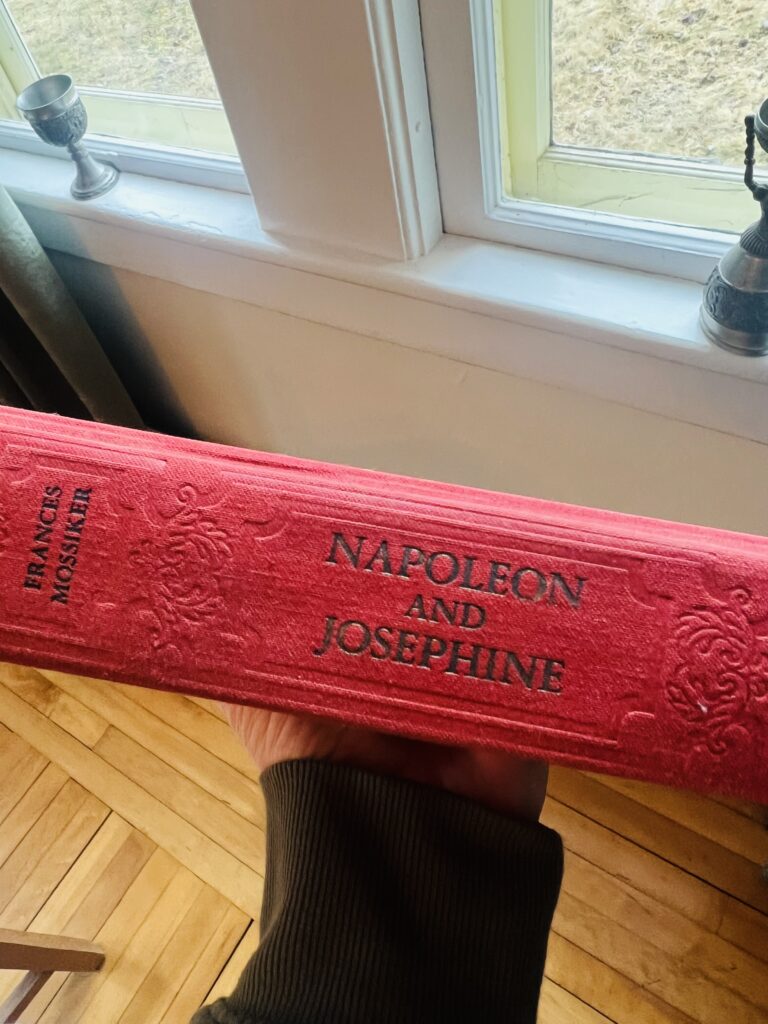 FRANCES
MOSSIKER
NAPOLEON
AND
JOSEPHINE